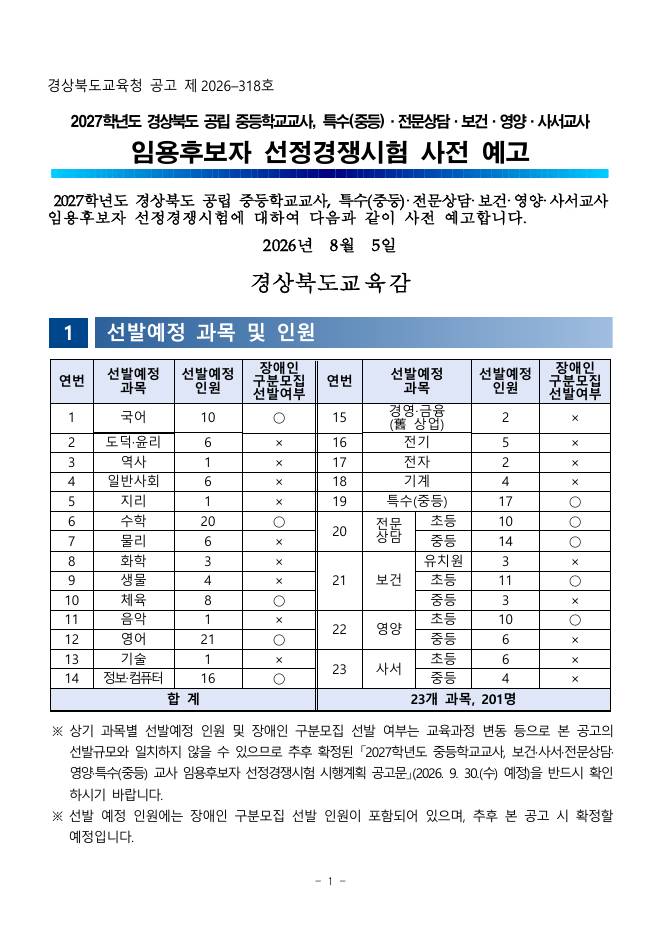 경상북도교육청 공고 제2026–318호
2027학년도 경상북도 공립 중등학교교사, 특수(중등)·전문상담·보건·영양·사서교사
임용후보자 선정경쟁시험 사전 예고
2027학년도 경상북도 공립 중등학교교사, 특수(중등)·전문상담·보건·영양·사서교사
임용후보자 선정경쟁시험에 대하여 다음과 같이 사전 예고합니다.
2026년 8월 5일
경상북도교육감
1 선발예정 과목 및 인원
연번 선발예정 과목 선발예정 인원 장애인 구분모집 선발여부 연번 선발예정 과목 선발예정 인원 장애인 구분모집 선발여부
1 국어 10 ○ 15 경영·금융 (舊 상업) 2 ×
2 도덕·윤리 6 × 16 전기 5 ×
3 역사 1 × 17 전자 2 ×
4 일반사회 6 × 18 기계 4 ×
5 지리 1 × 19 특수(중등) 17 ○
6 수학 20 ○ 20 전문상담 초등 10 ○
7 물리 6 × 중등 14 ○
8 화학 3 × 21 보건 유치원 3 ×
9 생물 4 × 초등 11 ○
10 체육 8 ○ 중등 3 ×
11 음악 1 × 22 영양 초등 10 ○
12 영어 21 ○ 중등 6 ×
13 기술 1 × 23 사서 초등 6 ×
14 정보·컴퓨터 16 ○ 중등 4 ×
합 계 23개 과목, 201명
※ 상기 과목별 선발예정 인원 및 장애인 구분모집 선발 여부는 교육과정 변동 등으로 본 공고의
선발규모와 일치하지 않을 수 있으므로 추후 확정된 「2027학년도 중등학교교사, 보건·사서·전문상담·
영양·특수(중등) 교사 임용후보자 선정경쟁시험 시행계획 공고문」(2026. 9. 30.(수) 예정)을 반드시 확인
하시기 바랍니다.
※ 선발 예정 인원에는 장애인 구분모집 선발 인원이 포함되어 있으며, 추후 본 공고 시 확정할
예정입니다.
– 1 –